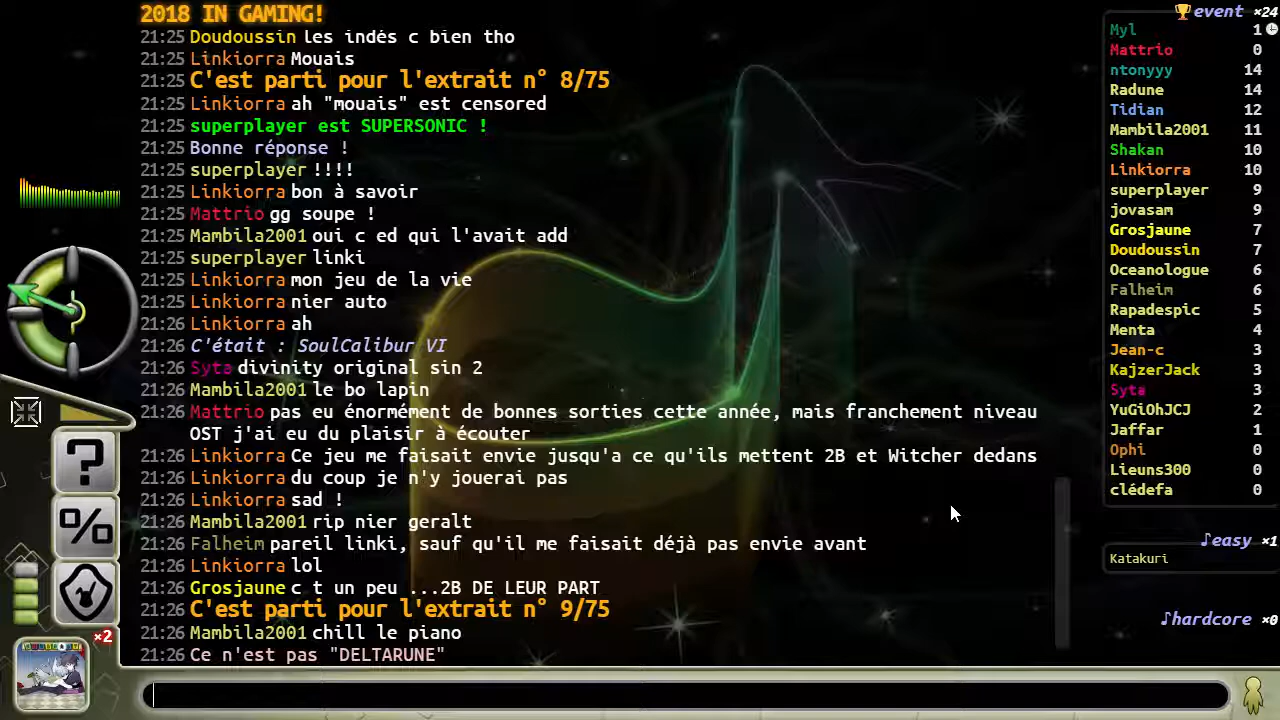 2018 IN GAMING!
21:25 Doudoussin les indés c bien tho
21:25 Linkiorra Mouais
21:25 C'est parti pour l'extrait n° 8/75
21:25 Linkiorra ah "mouais" est censored
21:25 superplayer est SUPERSONIC !
21:25 Bonne réponse !
21:25 superplayer !!!!
21:25 Linkiorra bon à savoir
21:25 Mattrio gg soupe !
21:25 Mambila2001 oui c ed qui l'avait add
21:25 superplayer linki
21:25 Linkiorra mon jeu de la vie
21:25 Linkiorra nier auto
21:26 Linkiorra ah
21:26 C'était : SoulCalibur VI
21:26 Syta divinity original sin 2
21:26 Mambila2001 le bo lapin
21:26 Mattrio pas eu énormément de bonnes sorties cette année, mais franchement niveau
OST j'ai eu du plaisir à écouter
21:26 Linkiorra Ce jeu me faisait envie jusqu'a ce qu'ils mettent 2B et Witcher dedans
21:26 Linkiorra du coup je n'y jouerai pas
21:26 Linkiorra sad !
21:26 Mambila2001 rip nier geralt
21:26 Falheim pareil linki, sauf qu'il me faisait déjà pas envie avant
21:26 Linkiorra lol
21:26 Grosjaune c t un peu ...2B DE LEUR PART
21:26 C'est parti pour l'extrait n° 9/75
21:26 Mambila2001 chill le piano
21:26 Ce n'est pas "DELTARUNE"
?
%
×2
event ×24
Myl 1
Mattrio 0
ntonyyy 14
Radune 14
Tidian 12
Mambila2001 11
Shakan 10
Linkiorra 10
superplayer 9
jovasam 9
Grosjaune 7
Doudoussin 7
Oceanologue 6
Falheim 6
Rapadespic 5
Menta 4
Jean-c 3
KajzerJack 3
Syta 3
YuGiOhJCJ 2
Jaffar 1
Ophi 0
Lieuns300 0
clédefa 0
♪easy ×1
Katakuri
♪hardcore ×0